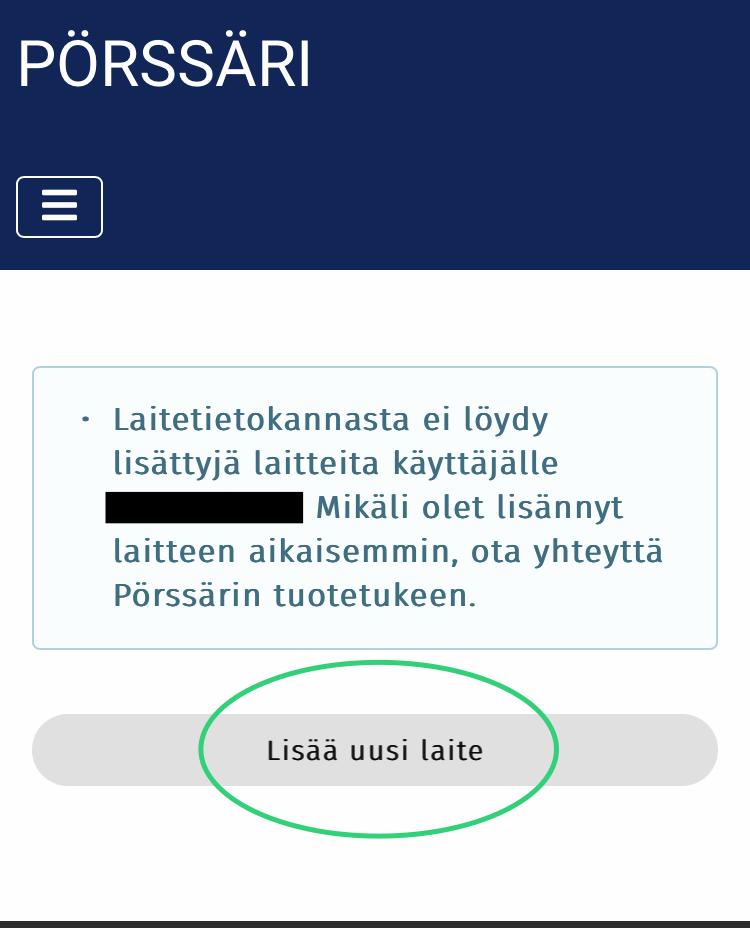 PÖRSSÄRI
· Laitetietokannasta ei löydy
lisättyjä laitteita käyttäjälle
Mikäli olet lisännyt
laitteen aikaisemmin, ota yhteyttä
Pörssärin tuotetukeen.
Lisää uusi laite